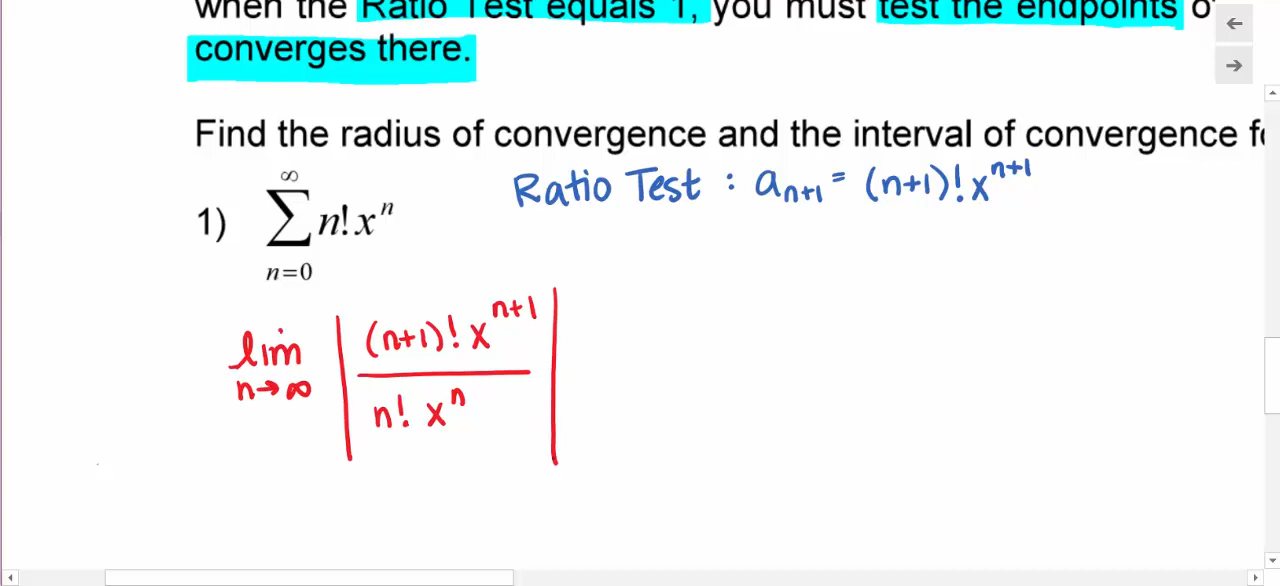 when the Ratio Test equals 1, you must test the endpoints
converges there.
Find the radius of convergence and the interval of convergence
Ratio Test : aₙ₊₁ = (n+1)! xⁿ⁺¹
1) ∑ n! xⁿ
∞
n=0
lim
n→∞
| (n+1)! xⁿ⁺¹ / n! xⁿ |